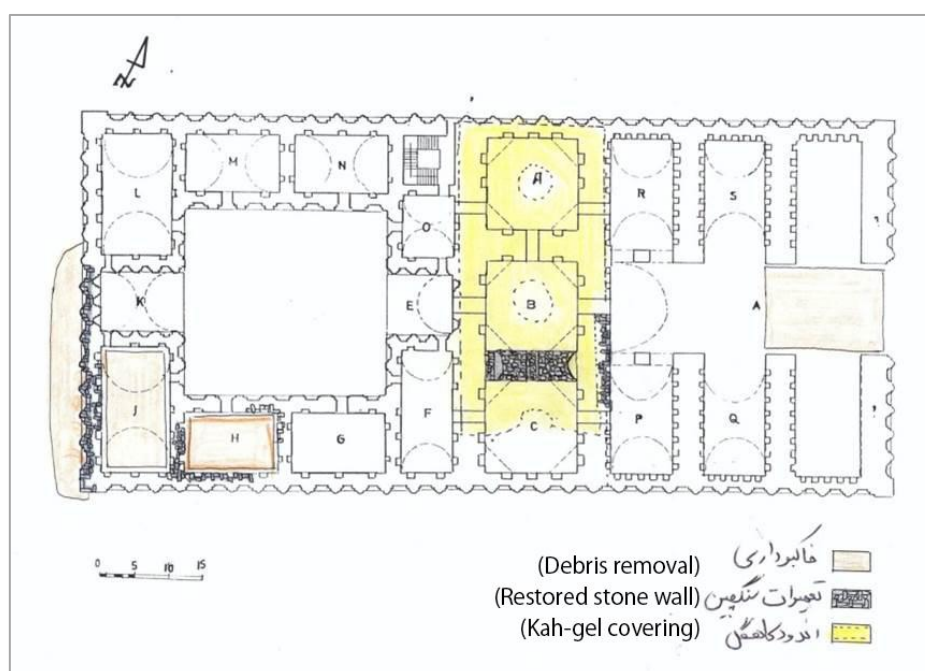 N
M
N
L
A
R
S
O
K
E
B
A
J
H
G
F
C
P
Q
0 5 10 15
(Debris removal) خاکبرداری
(Restored stone wall) تعمیرات سنگچین
(Kah-gel covering) اندود کاهگل